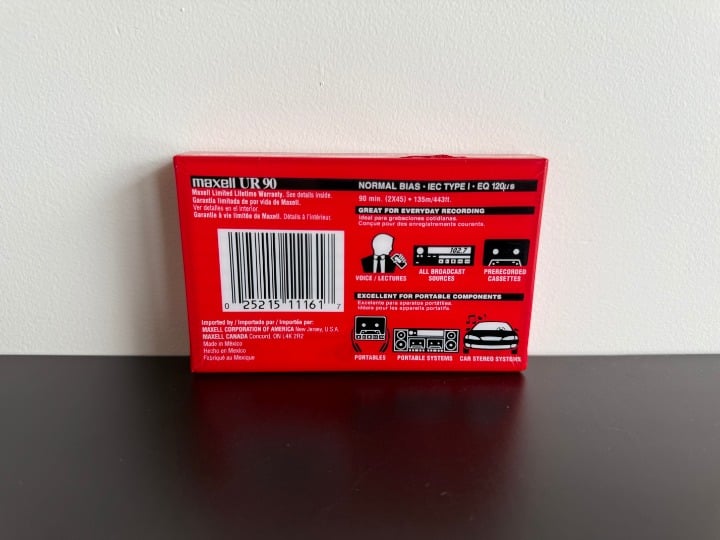 maxell UR 90
Maxell Limited Lifetime Warranty. See details inside.
Garantía limitada de por vida de Maxell.
Ver detalles en el interior.
Garantie à vie limitée de Maxell. Détails à l'intérieur.
0 25215 11161 7
Imported by / Importado por / Importés par:
MAXELL CORPORATION OF AMERICA New Jersey, U.S.A.
MAXELL CANADA Concord, ON L4K 2R2
Made in México
Hecho en México
Fabriqué au Mexique
NORMAL BIAS · IEC TYPE I · EQ 120µs
90 min. (2X45) • 135m/443ft.
GREAT FOR EVERYDAY RECORDING
Ideal para grabaciones cotidianas.
Conçue pour des enregistrements courants.
102.7
VOICE / LECTURES
ALL BROADCAST
SOURCES
PRERECORDED
CASSETTES
EXCELLENT FOR PORTABLE COMPONENTS
Excelente para aparatos portátiles.
Idéale pour les appareils portatifs.
PORTABLES
PORTABLE SYSTEMS
CAR STEREO SYSTEMS